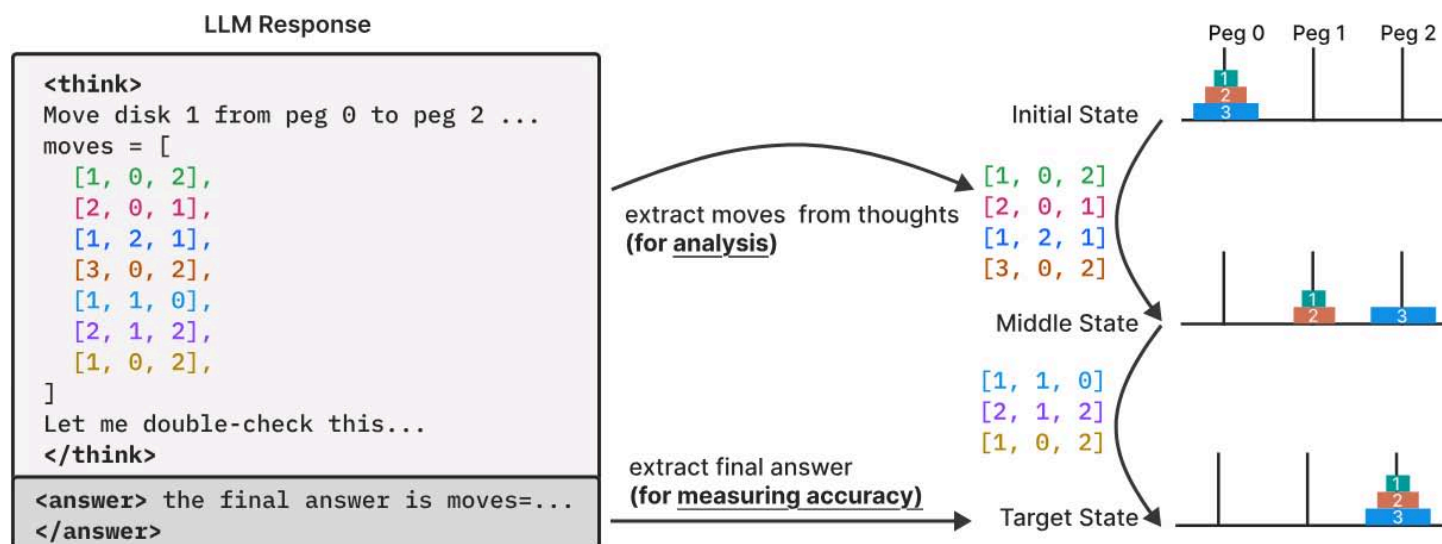 LLM Response
<think>
Move disk 1 from peg 0 to peg 2 ...
moves = [
[1, 0, 2],
[2, 0, 1],
[1, 2, 1],
[3, 0, 2],
[1, 1, 0],
[2, 1, 2],
[1, 0, 2],
]
Let me double-check this...
</think>
<answer> the final answer is moves=...
</answer>
extract moves from thoughts
(for analysis)
extract final answer
(for measuring accuracy)
Peg 0 Peg 1 Peg 2
1
2
3
Initial State
[1, 0, 2]
[2, 0, 1]
[1, 2, 1]
[3, 0, 2]
1
2 3
Middle State
[1, 1, 0]
[2, 1, 2]
[1, 0, 2]
1
2
3
Target State